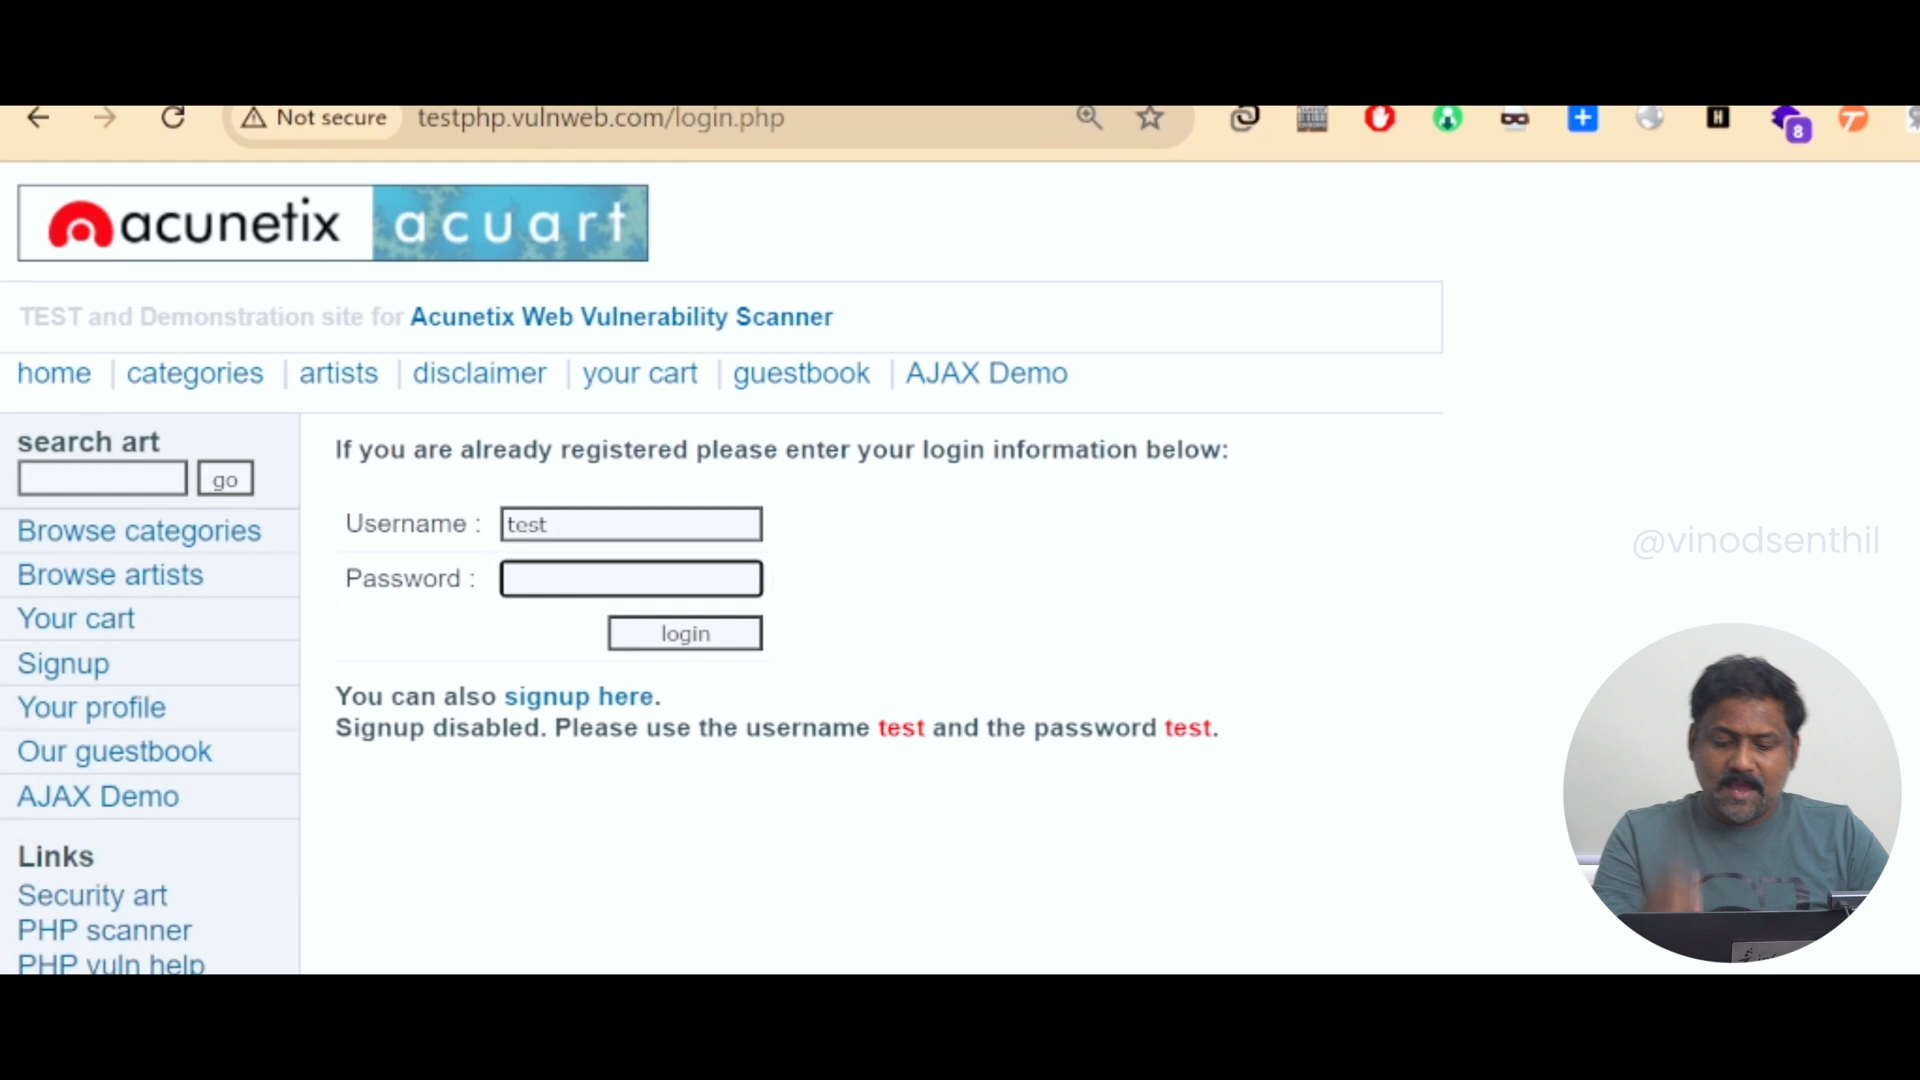 Not secure
testphp.vulnweb.com/login.php
H
8
acunetix acuart
TEST and Demonstration site for Acunetix Web Vulnerability Scanner
home | categories | artists | disclaimer | your cart | guestbook | AJAX Demo
search art
go
Browse categories
Browse artists
Your cart
Signup
Your profile
Our guestbook
AJAX Demo
Links
Security art
PHP scanner
PHP vuln help
If you are already registered please enter your login information below:
Username : test
Password :
login
You can also signup here.
Signup disabled. Please use the username test and the password test.
@vinodsenthil